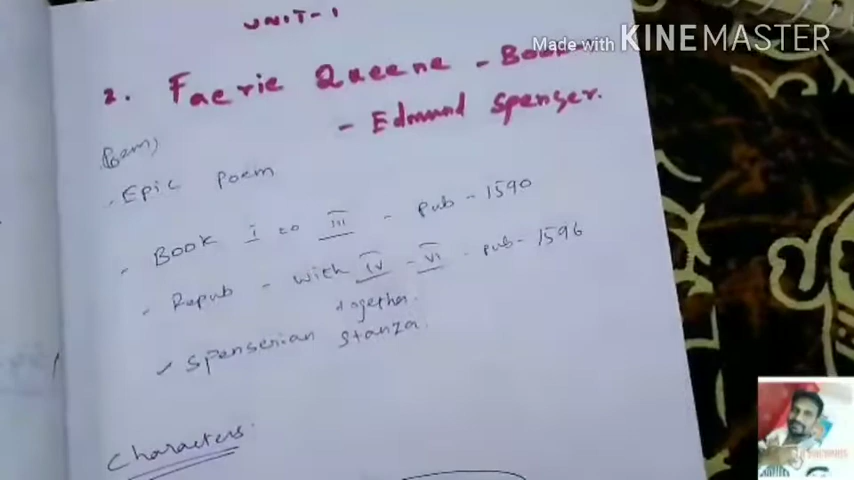 UNIT-1
Made with KINEMASTER
2. Faerie Queene - Book
- Edmund Spenser.
Poem)
. Epic Poem
- Book I to III - pub - 1590
- Repub - with IV - VI - pub - 1596
together.
✓ Spenserian Stanza.
Characters